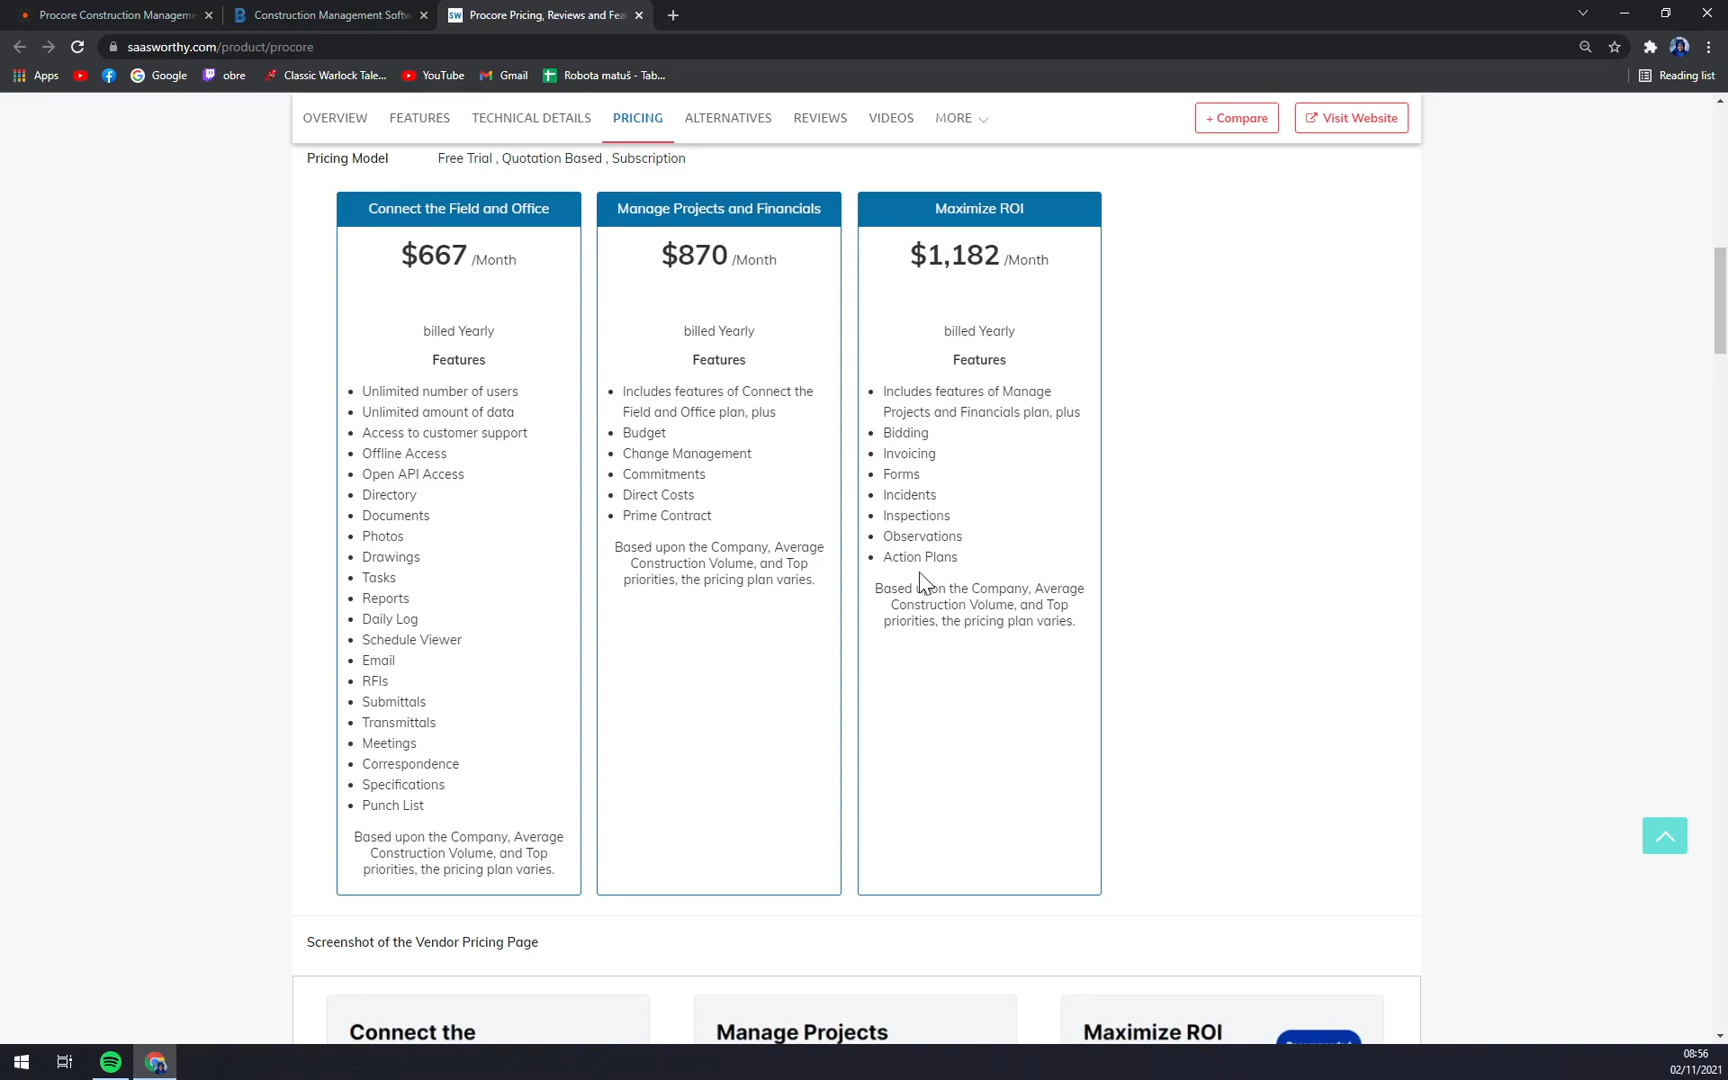 Procore Construction Manageme
Construction Management Softw
Procore Pricing, Reviews and Fea
saasworthy.com/product/procore
Apps
Google
obre
Classic Warlock Tale...
YouTube
Gmail
Robota matuš - Tab...
Reading list
OVERVIEW
FEATURES
TECHNICAL DETAILS
PRICING
ALTERNATIVES
REVIEWS
VIDEOS
MORE
+ Compare
Visit Website
Pricing Model
Free Trial , Quotation Based , Subscription
Connect the Field and Office
$667 /Month
billed Yearly
Features
Unlimited number of users
Unlimited amount of data
Access to customer support
Offline Access
Open API Access
Directory
Documents
Photos
Drawings
Tasks
Reports
Daily Log
Schedule Viewer
Email
RFIs
Submittals
Transmittals
Meetings
Correspondence
Specifications
Punch List
Based upon the Company, Average
Construction Volume, and Top
priorities, the pricing plan varies.
Manage Projects and Financials
$870 /Month
billed Yearly
Features
Includes features of Connect the
Field and Office plan, plus
Budget
Change Management
Commitments
Direct Costs
Prime Contract
Based upon the Company, Average
Construction Volume, and Top
priorities, the pricing plan varies.
Maximize ROI
$1,182 /Month
billed Yearly
Features
Includes features of Manage
Projects and Financials plan, plus
Bidding
Invoicing
Forms
Incidents
Inspections
Observations
Action Plans
Based upon the Company, Average
Construction Volume, and Top
priorities, the pricing plan varies.
Screenshot of the Vendor Pricing Page
Connect the
Manage Projects
Maximize ROI
08:56
02/11/2021